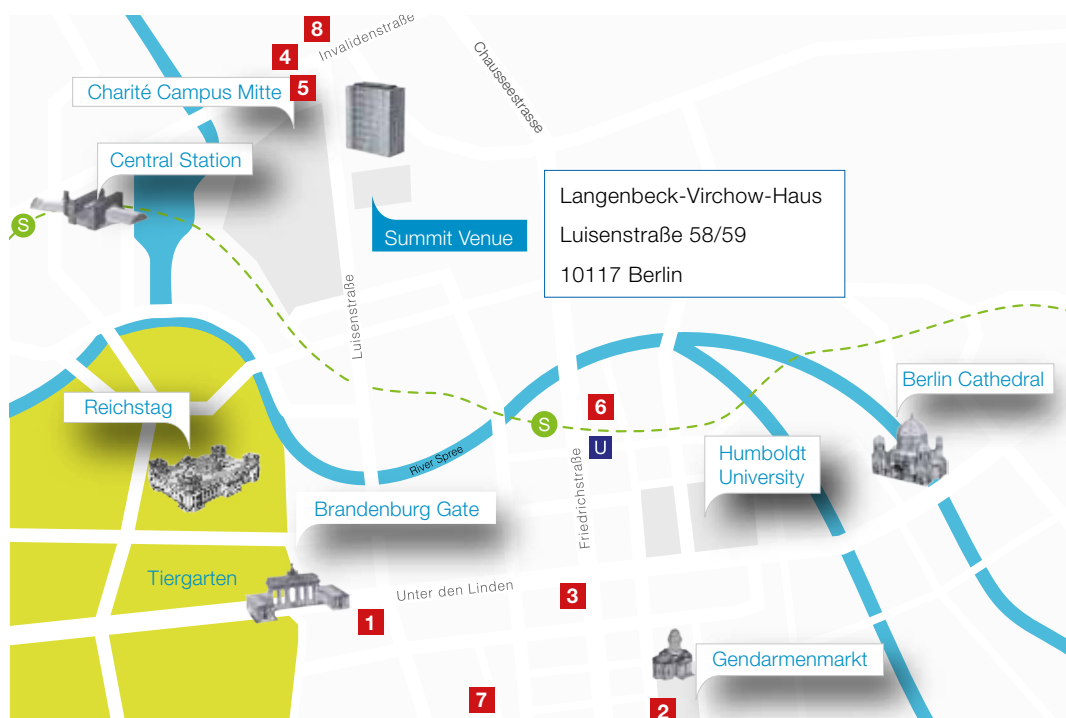 8
Invalidenstraße
4
Chausseestrasse
Charité Campus Mitte
5
Central Station
S
Langenbeck-Virchow-Haus
Luisenstraße 58/59
10117 Berlin
Summit Venue
Luisenstraße
Berlin Cathedral
Reichstag
6
S
U
River Spree
Humboldt
University
Friedrichstraße
Brandenburg Gate
Tiergarten
Unter den Linden
3
1
Gendarmenmarkt
7
2